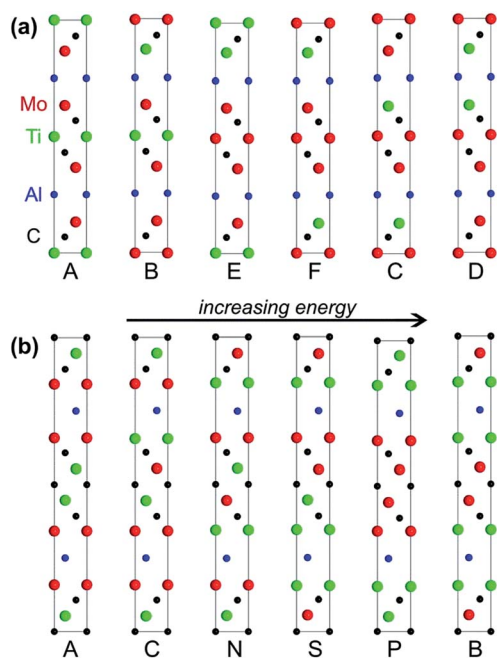 (a)
Mo
Ti
Al
C
A B E F C D
increasing energy
(b)
A C N S P B